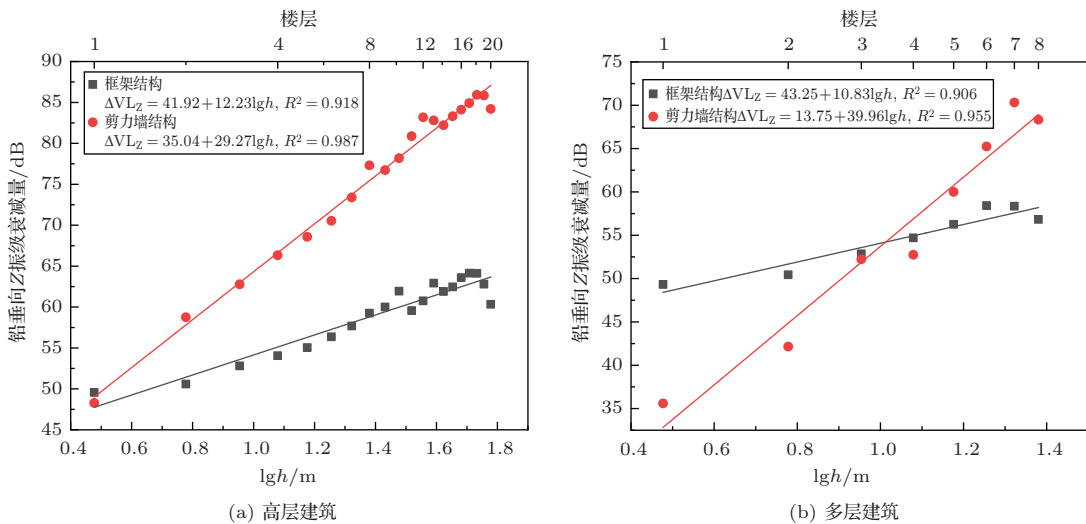 楼层
1 4 8 12 16 20
90
85
80
75
70
65
60
55
50
45
铅垂向Z振级衰减量/dB
框架结构
ΔVL_Z = 41.92+12.23lgh, R² = 0.918
剪力墙结构
ΔVL_Z = 35.04+29.27lgh, R² = 0.987
0.4 0.6 0.8 1.0 1.2 1.4 1.6 1.8
lgh/m
(a) 高层建筑
楼层
1 2 3 4 5 6 7 8
75
70
65
60
55
50
45
40
35
铅垂向Z振级衰减量/dB
框架结构ΔVL_Z = 43.25+10.83lgh, R² = 0.906
剪力墙结构ΔVL_Z = 13.75+39.96lgh, R² = 0.955
0.4 0.6 0.8 1.0 1.2 1.4
lgh/m
(b) 多层建筑